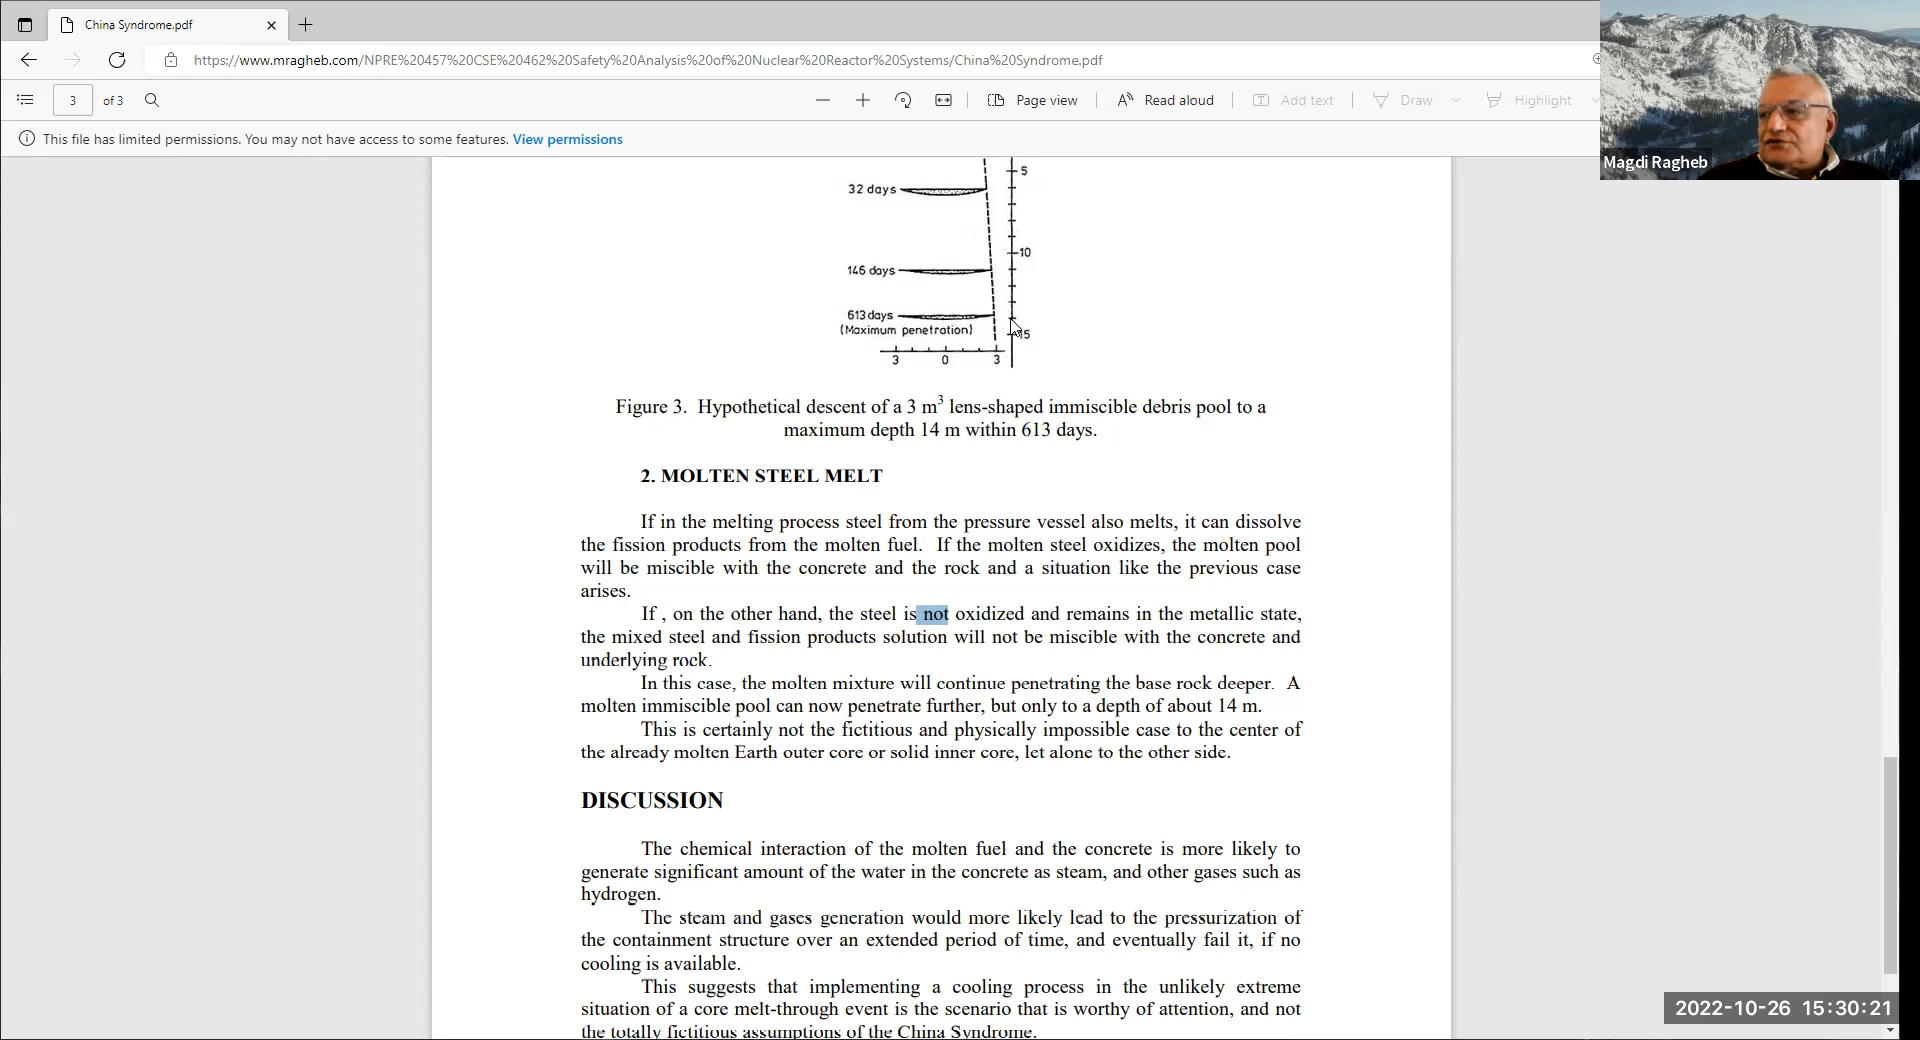 China Syndrome.pdf
https://www.mragheb.com/NPRE%20457%20CSE%20462%20Safety%20Analysis%20of%20Nuclear%20Reactor%20Systems/China%20Syndrome.pdf
3 of 3 Page view Read aloud Add text Draw Highlight
This file has limited permissions. You may not have access to some features. View permissions
Magdi Ragheb
5
32 days
10
146 days
613 days
(Maximum penetration)
15
3 0 3
Figure 3. Hypothetical descent of a 3 m³ lens-shaped immiscible debris pool to a
maximum depth 14 m within 613 days.
2. MOLTEN STEEL MELT
If in the melting process steel from the pressure vessel also melts, it can dissolve
the fission products from the molten fuel. If the molten steel oxidizes, the molten pool
will be miscible with the concrete and the rock and a situation like the previous case
arises.
If , on the other hand, the steel is not oxidized and remains in the metallic state,
the mixed steel and fission products solution will not be miscible with the concrete and
underlying rock.
In this case, the molten mixture will continue penetrating the base rock deeper. A
molten immiscible pool can now penetrate further, but only to a depth of about 14 m.
This is certainly not the fictitious and physically impossible case to the center of
the already molten Earth outer core or solid inner core, let alone to the other side.
DISCUSSION
The chemical interaction of the molten fuel and the concrete is more likely to
generate significant amount of the water in the concrete as steam, and other gases such as
hydrogen.
The steam and gases generation would more likely lead to the pressurization of
the containment structure over an extended period of time, and eventually fail it, if no
cooling is available.
This suggests that implementing a cooling process in the unlikely extreme
situation of a core melt-through event is the scenario that is worthy of attention, and not
the totally fictitious assumptions of the China Syndrome.
2022-10-26 15:30:21